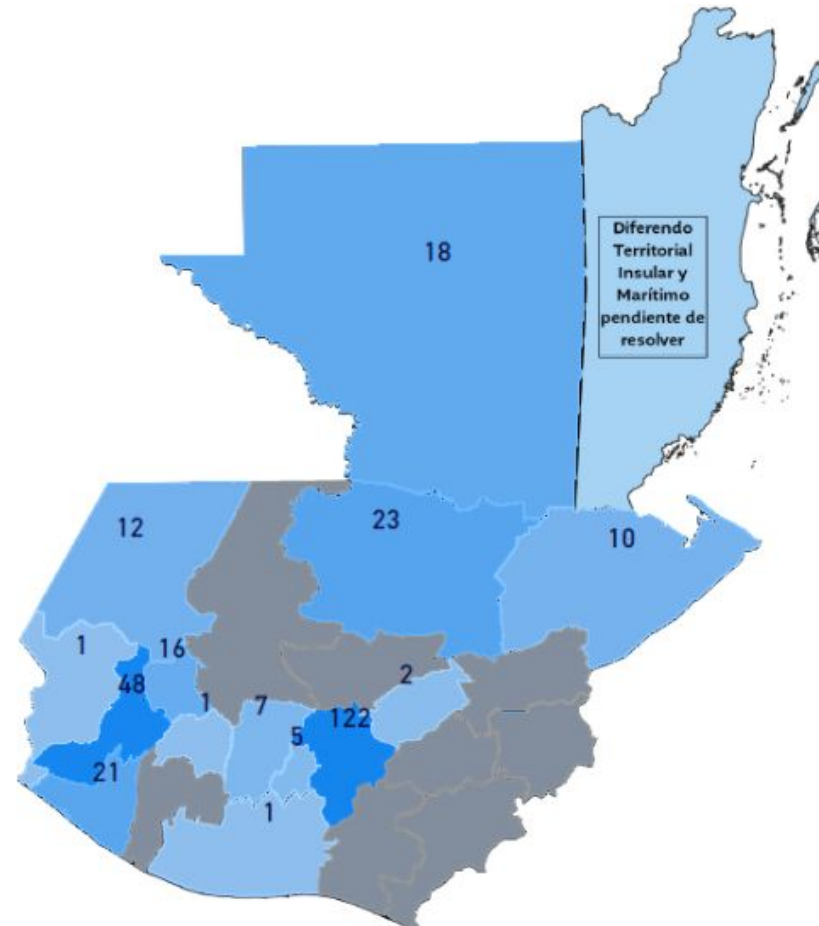 18
Diferendo
Territorial
Insular y
Marítimo
pendiente de
resolver
12
23
10
1
16
48
1
7
2
5
122
21
1